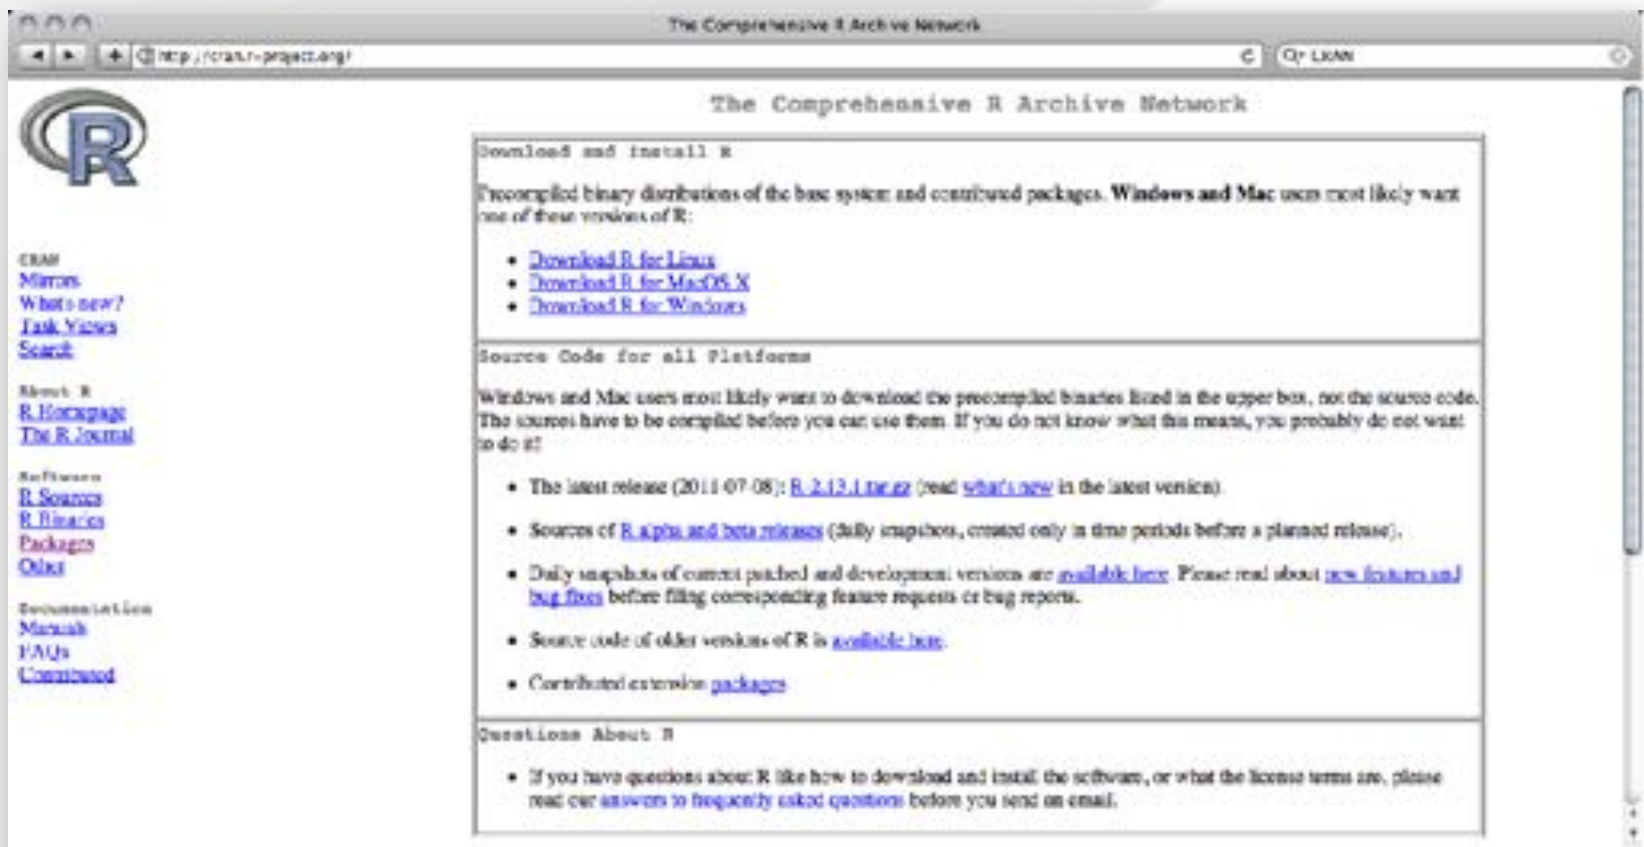 The Comprehensive R Archive Network
http://cran.r-project.org/
CRAN
R
The Comprehensive R Archive Network
CRAN
Mirrors
What's new?
Task Views
Search
About R
R Homepage
The R Journal
Software
R Sources
R Binaries
Packages
Other
Documentation
Manuals
FAQs
Contributed
Download and Install R
Precompiled binary distributions of the base system and contributed packages. Windows and Mac users most likely want
one of these versions of R:
• Download R for Linux
• Download R for MacOS X
• Download R for Windows
Source Code for all Platforms
Windows and Mac users most likely want to download the precompiled binaries listed in the upper box, not the source code.
The sources have to be compiled before you can use them. If you do not know what this means, you probably do not want
to do it!
• The latest release (2011-07-08): R-2.13.1.tar.gz (read what's new in the latest version).
• Sources of R alpha and beta releases (daily snapshots, created only in time periods before a planned release).
• Daily snapshots of current patched and development versions are available here. Please read about new features and
bug fixes before filing corresponding feature requests or bug reports.
• Source code of older versions of R is available here.
• Contributed extension packages
Questions About R
• If you have questions about R like how to download and install the software, or what the license terms are, please
read our answers to frequently asked questions before you send an email.